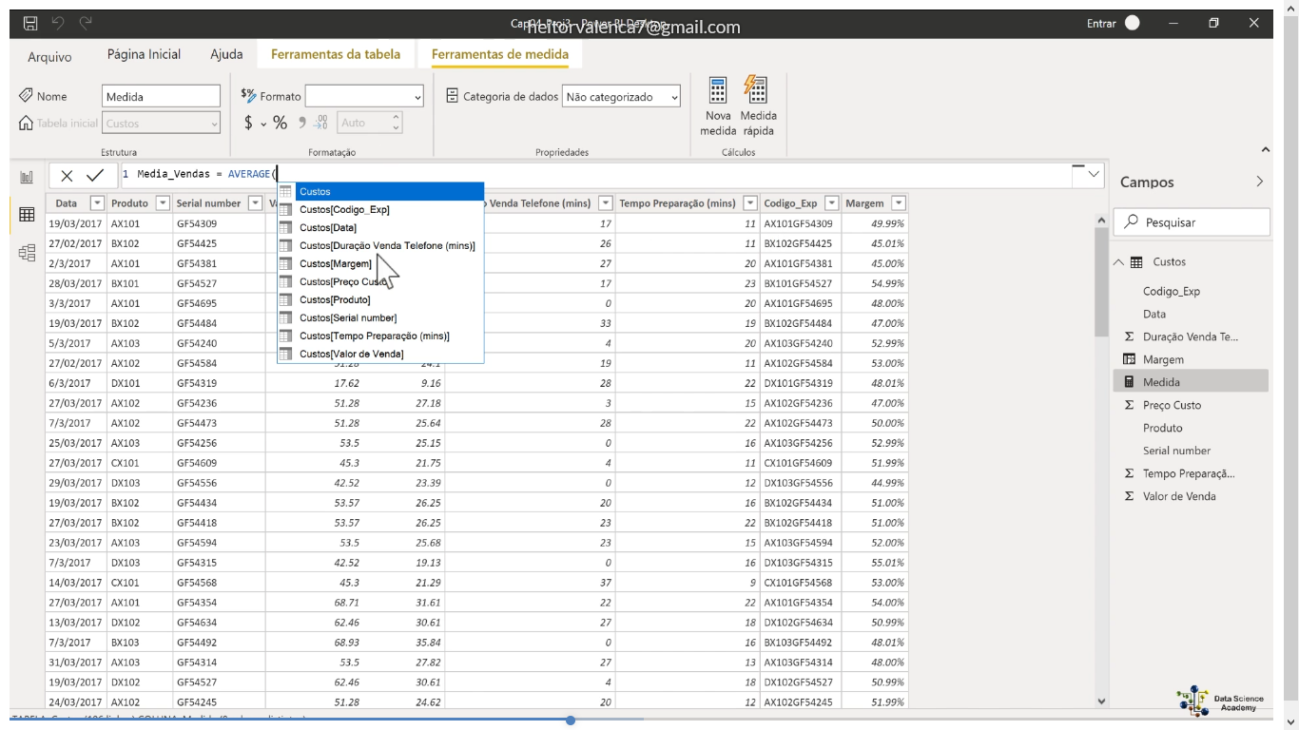 heitorvalenca7@gmail.com
Entrar
Arquivo Página Inicial Ajuda Ferramentas da tabela Ferramentas de medida
Nome Medida $% Formato Categoria de dados Não categorizado
Tabela inicial Custos $ % Auto
Nova medida
Medida rápida
Estrutura Formatação Propriedades Cálculos
1 Media_Vendas = AVERAGE(
Custos
Custos[Codigo_Exp]
Custos[Data]
Custos[Duração Venda Telefone (mins)]
Custos[Margem]
Custos[Preço
Custos[Produto]
Custos[Serial number]
Custos[Tempo Preparação (mins)]
Custos[Valor de Venda]
Data Produto Serial number Venda Telefone (mins) Tempo Preparação (mins) Codigo_Exp Margem
19/03/2017 AX101 GF54309 17 11 AX101GF54309 49.99%
27/02/2017 BX102 GF54425 26 11 BX102GF54425 45.01%
2/3/2017 AX101 GF54381 27 20 AX101GF54381 45.00%
28/03/2017 BX101 GF54527 17 23 BX101GF54527 54.99%
3/3/2017 AX101 GF54695 0 20 AX101GF54695 48.00%
19/03/2017 BX102 GF54484 33 19 BX102GF54484 47.00%
5/3/2017 AX103 GF54240 4 20 AX103GF54240 52.99%
27/02/2017 AX102 GF54584 51.28 24.1 19 11 AX102GF54584 53.00%
6/3/2017 DX101 GF54319 17.62 9.16 28 22 DX101GF54319 48.01%
27/03/2017 AX102 GF54236 51.28 27.18 3 15 AX102GF54236 47.00%
7/3/2017 AX102 GF54473 51.28 25.64 28 22 AX102GF54473 50.00%
25/03/2017 AX103 GF54256 53.5 25.15 0 16 AX103GF54256 52.99%
27/03/2017 CX101 GF54609 45.3 21.75 4 11 CX101GF54609 51.99%
29/03/2017 DX103 GF54556 42.52 23.39 0 12 DX103GF54556 44.99%
19/03/2017 BX102 GF54434 53.57 26.25 20 16 BX102GF54434 51.00%
27/03/2017 BX102 GF54418 53.57 26.25 23 22 BX102GF54418 51.00%
23/03/2017 AX103 GF54594 53.5 25.68 23 15 AX103GF54594 52.00%
7/3/2017 DX103 GF54315 42.52 19.13 0 16 DX103GF54315 55.01%
14/03/2017 CX101 GF54568 45.3 21.29 37 9 CX101GF54568 53.00%
27/03/2017 AX101 GF54354 68.71 31.61 22 22 AX101GF54354 54.00%
13/03/2017 DX102 GF54634 62.46 30.61 27 18 DX102GF54634 50.99%
7/3/2017 BX103 GF54492 68.93 35.84 0 16 BX103GF54492 48.01%
31/03/2017 AX103 GF54314 53.5 27.82 27 13 AX103GF54314 48.00%
19/03/2017 DX102 GF54527 62.46 30.61 4 18 DX102GF54527 50.99%
24/03/2017 AX102 GF54245 51.28 24.62 20 12 AX102GF54245 51.99%
Campos
Pesquisar
Custos
Codigo_Exp
Data
Σ Duração Venda Te...
Margem
Medida
Σ Preço Custo
Produto
Serial number
Σ Tempo Preparaçã...
Σ Valor de Venda
Data Science
Academy